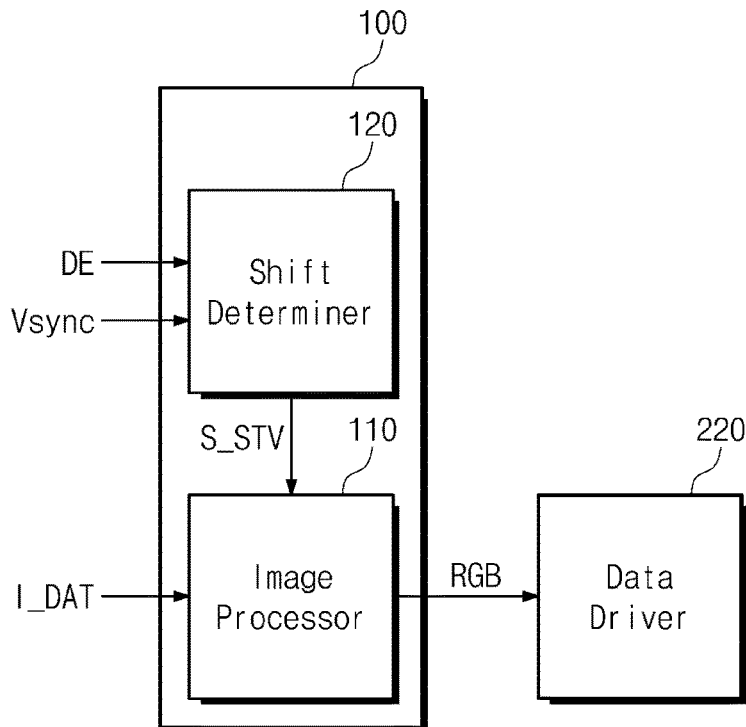 100
120
DE
Vsync
Shift
Determiner
S_STV
110
220
I_DAT
Image
Processor
RGB
Data
Driver